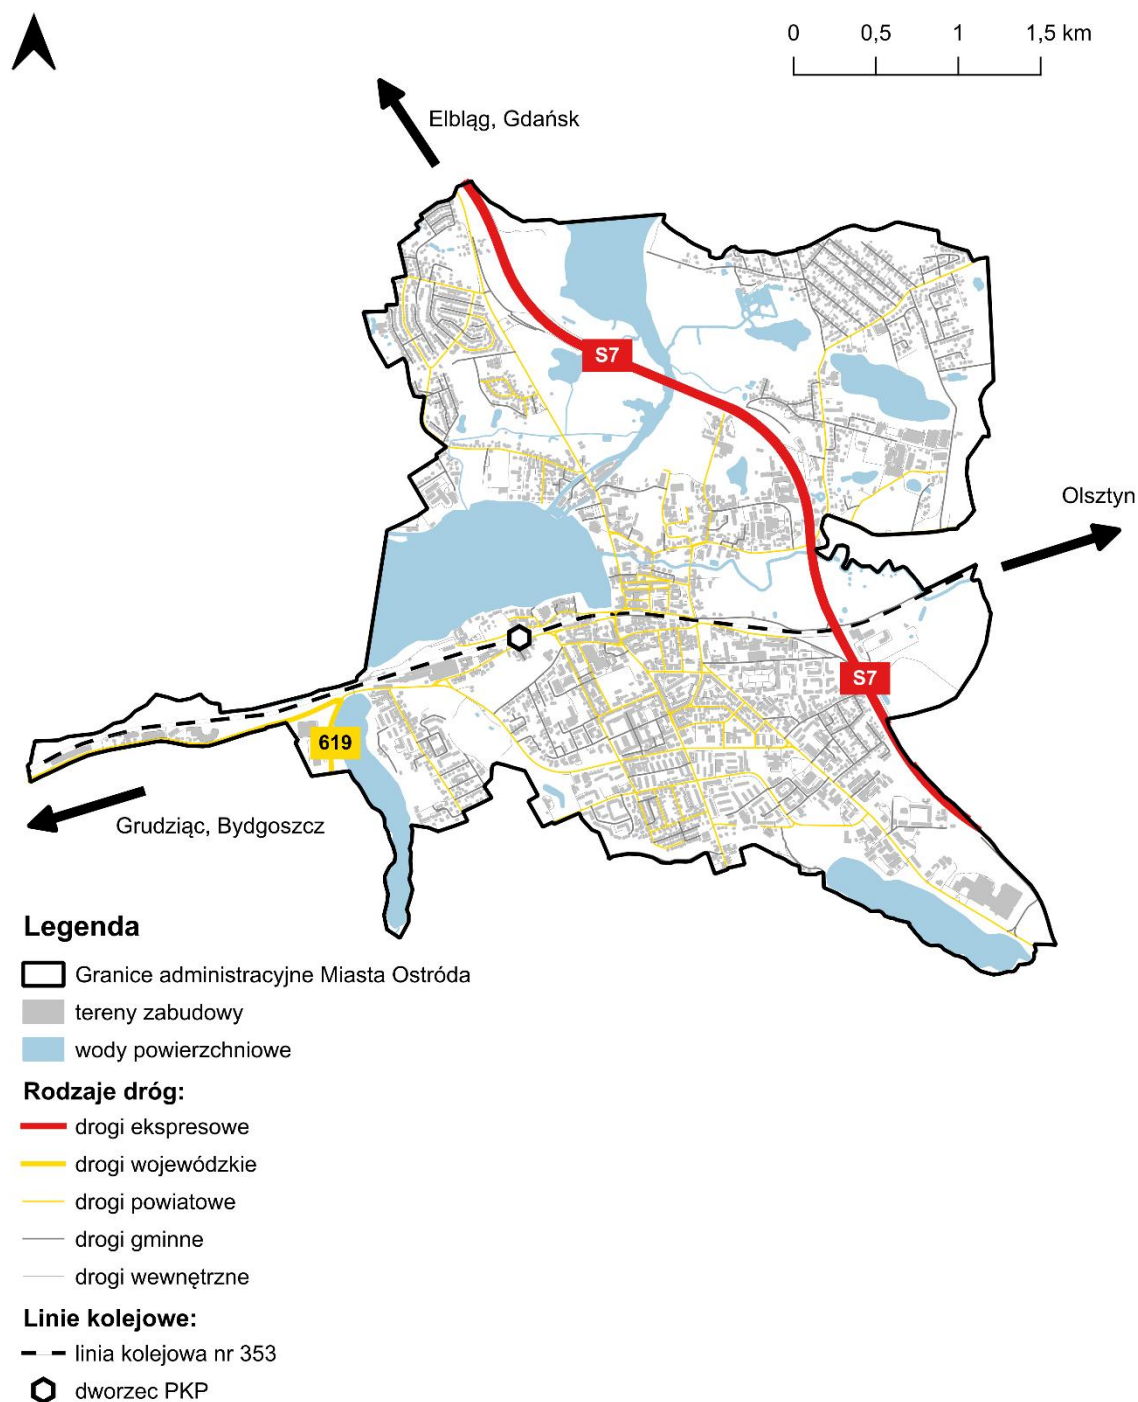 0 0,5 1 1,5 km
Elbląg, Gdańsk
S7
Olsztyn
S7
619
Grudziąc, Bydgoszcz
Legenda
Granice administracyjne Miasta Ostróda
tereny zabudowy
wody powierzchniowe
Rodzaje dróg:
drogi ekspresowe
drogi wojewódzkie
drogi powiatowe
drogi gminne
drogi wewnętrzne
Linie kolejowe:
linia kolejowa nr 353
dworzec PKP